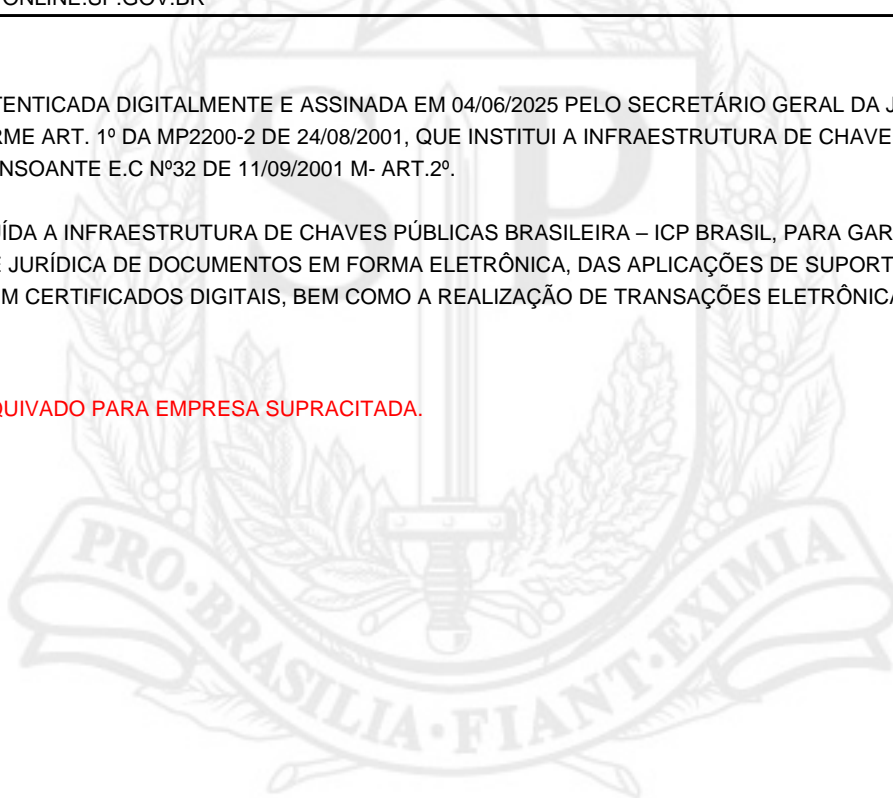 ONLINE.SP.GOV.BR
TENTICADA DIGITALMENTE E ASSINADA EM 04/06/2025 PELO SECRETÁRIO GERAL DA J
RME ART. 1º DA MP2200-2 DE 24/08/2001, QUE INSTITUI A INFRAESTRUTURA DE CHAVE
NSOANTE E.C Nº32 DE 11/09/2001 M- ART.2º.
ÍDA A INFRAESTRUTURA DE CHAVES PÚBLICAS BRASILEIRA – ICP BRASIL, PARA GAR
E JURÍDICA DE DOCUMENTOS EM FORMA ELETRÔNICA, DAS APLICAÇÕES DE SUPORT
M CERTIFICADOS DIGITAIS, BEM COMO A REALIZAÇÃO DE TRANSAÇÕES ELETRÔNICA
QUIVADO PARA EMPRESA SUPRACITADA.
SP
PRO·BRASILIA·FIANT·EXIMIA